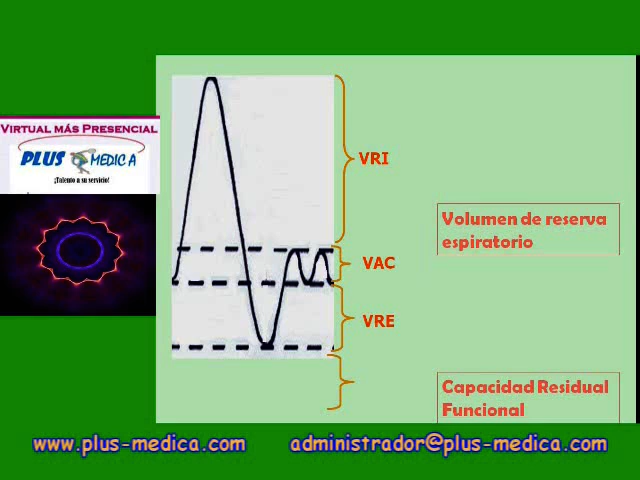 VIRTUAL MÁS PRESENCIAL
PLUS MEDICA
¡Talento a su servicio!
VRI
VAC
VRE
Volumen de reserva
espiratorio
Capacidad Residual
Funcional
www.plus-medica.com
administrador@plus-medica.com